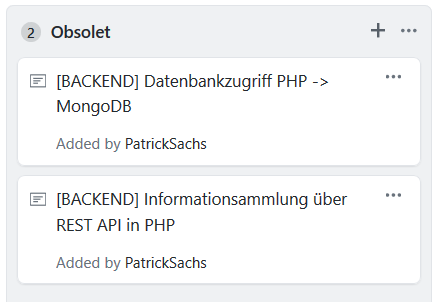 2 Obsolet
[BACKEND] Datenbankzugriff PHP ->
MongoDB
Added by PatrickSachs
[BACKEND] Informationsammlung über
REST API in PHP
Added by PatrickSachs